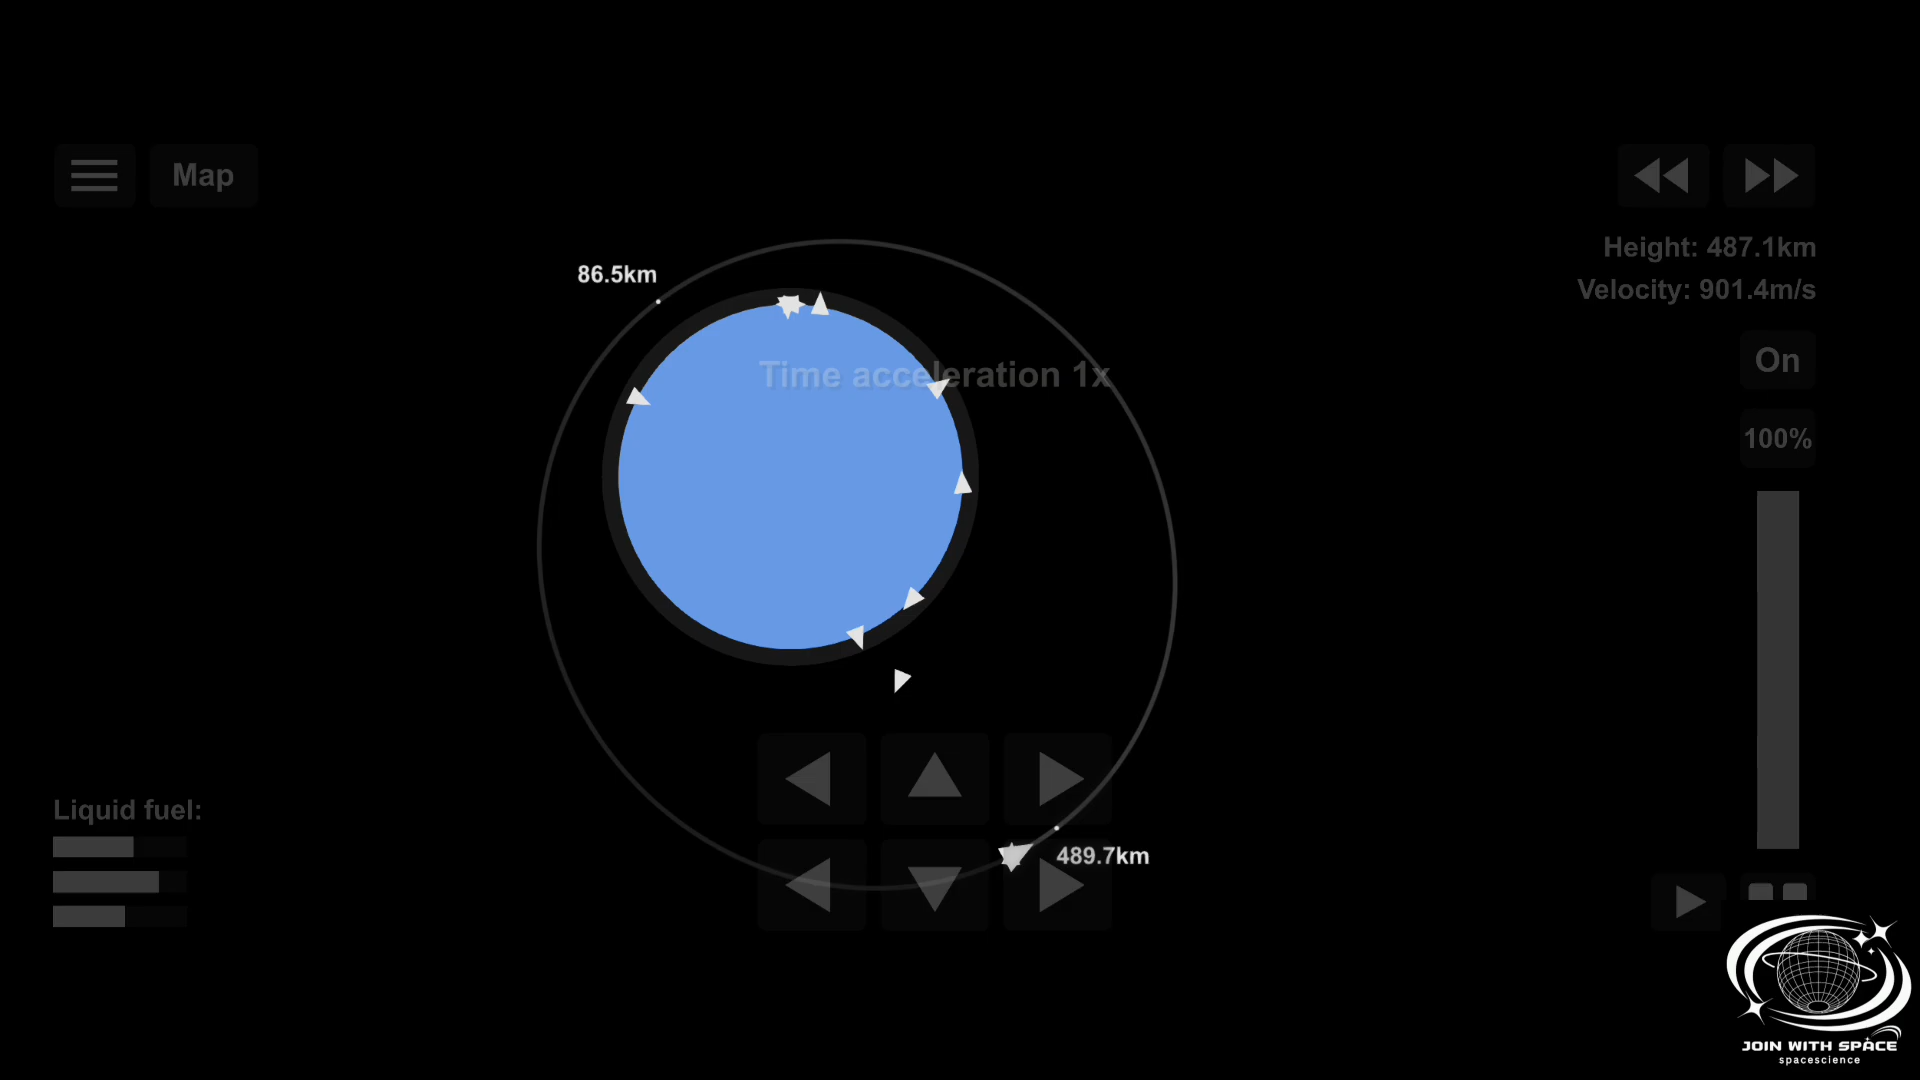 Map
Height: 487.1km
Velocity: 901.4m/s
86.5km
Time acceleration 1x
On
100%
Liquid fuel:
489.7km
JOIN WITH SPACE
spacescience